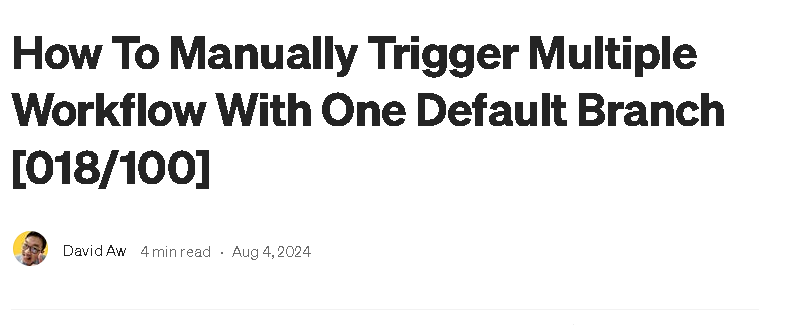 How To Manually Trigger Multiple
Workflow With One Default Branch
[018/100]
David Aw 4 min read · Aug 4, 2024